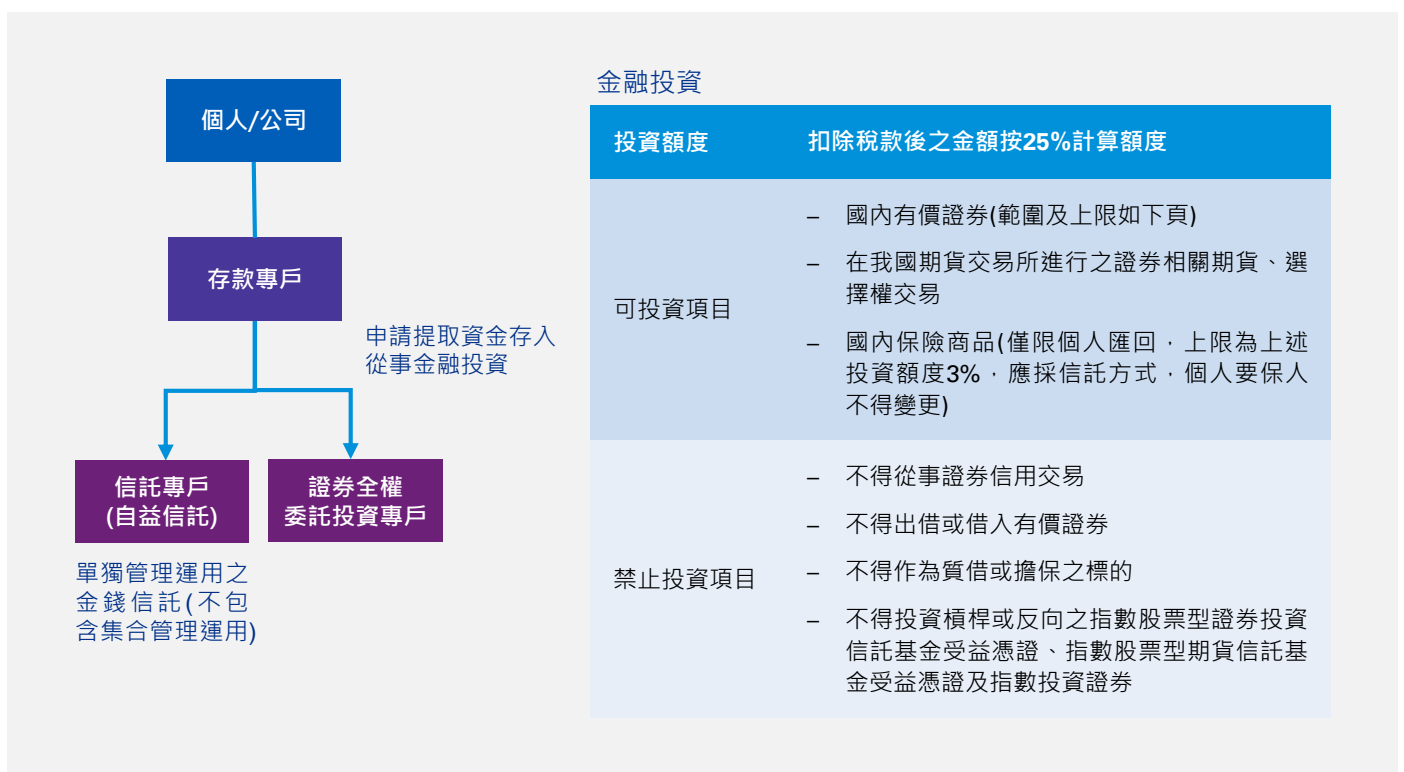 個人/公司
存款專戶
申請提取資金存入
從事金融投資
信託專戶
(自益信託)
證券全權
委託投資專戶
單獨管理運用之
金錢信託(不包
含集合管理運用)
金融投資
投資額度
扣除稅款後之金額按25%計算額度
可投資項目
– 國內有價證券(範圍及上限如下頁)
– 在我國期貨交易所進行之證券相關期貨、選
擇權交易
– 國內保險商品(僅限個人匯回，上限為上述
投資額度3%，應採信託方式，個人要保人
不得變更)
禁止投資項目
– 不得從事證券信用交易
– 不得出借或借入有價證券
– 不得作為質借或擔保之標的
– 不得投資槓桿或反向之指數股票型證券投資
信託基金受益憑證、指數股票型期貨信託基
金受益憑證及指數投資證券